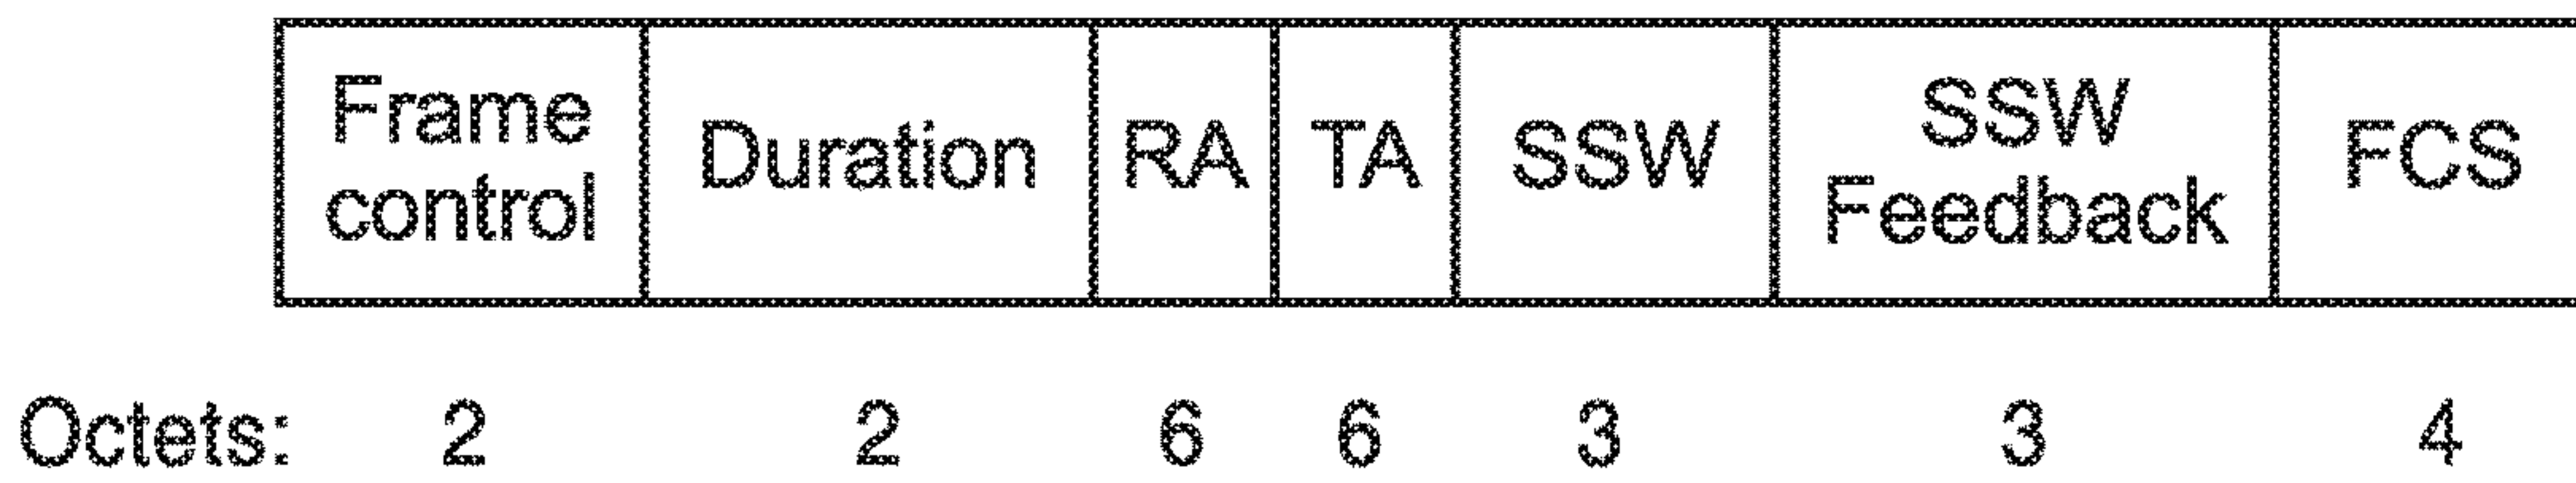 Frame
control
Duration
RA
TA
SSW
SSW
Feedback
FCS
Octets: 2 2 6 6 3 3 4